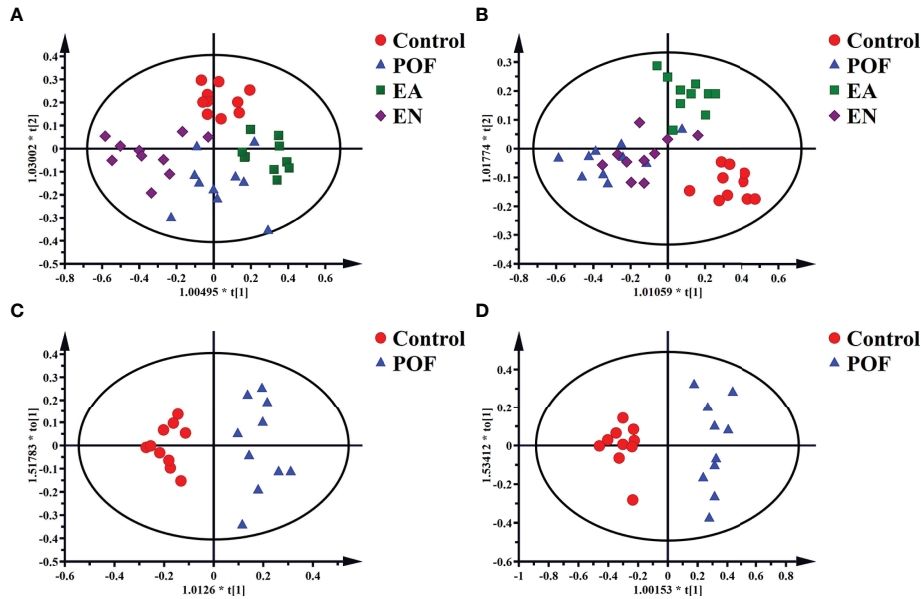 A
Control
POF
EA
EN
0.4
0.3
0.2
0.1
0
-0.1
-0.2
-0.3
-0.4
-0.5
-0.8 -0.6 -0.4 -0.2 0 0.2 0.4 0.6
1.03002 * t[2]
1.00495 * t[1]
B
Control
POF
EA
EN
0.3
0.2
0.1
0
-0.1
-0.2
-0.3
-0.4
-0.5
-0.8 -0.6 -0.4 -0.2 0 0.2 0.4 0.6
1.01774 * t[2]
1.01059 * t[1]
C
Control
POF
0.4
0.3
0.2
0.1
0
-0.1
-0.2
-0.3
-0.4
-0.5
-0.6 -0.4 -0.2 0 0.2 0.4
1.51783 * to[1]
1.0126 * t[1]
D
Control
POF
0.4
0.2
0
-0.2
-0.4
-0.6
-1 -0.8 -0.6 -0.4 -0.2 0 0.2 0.4 0.6 0.8
1.53412 * to[1]
1.00153 * t[1]